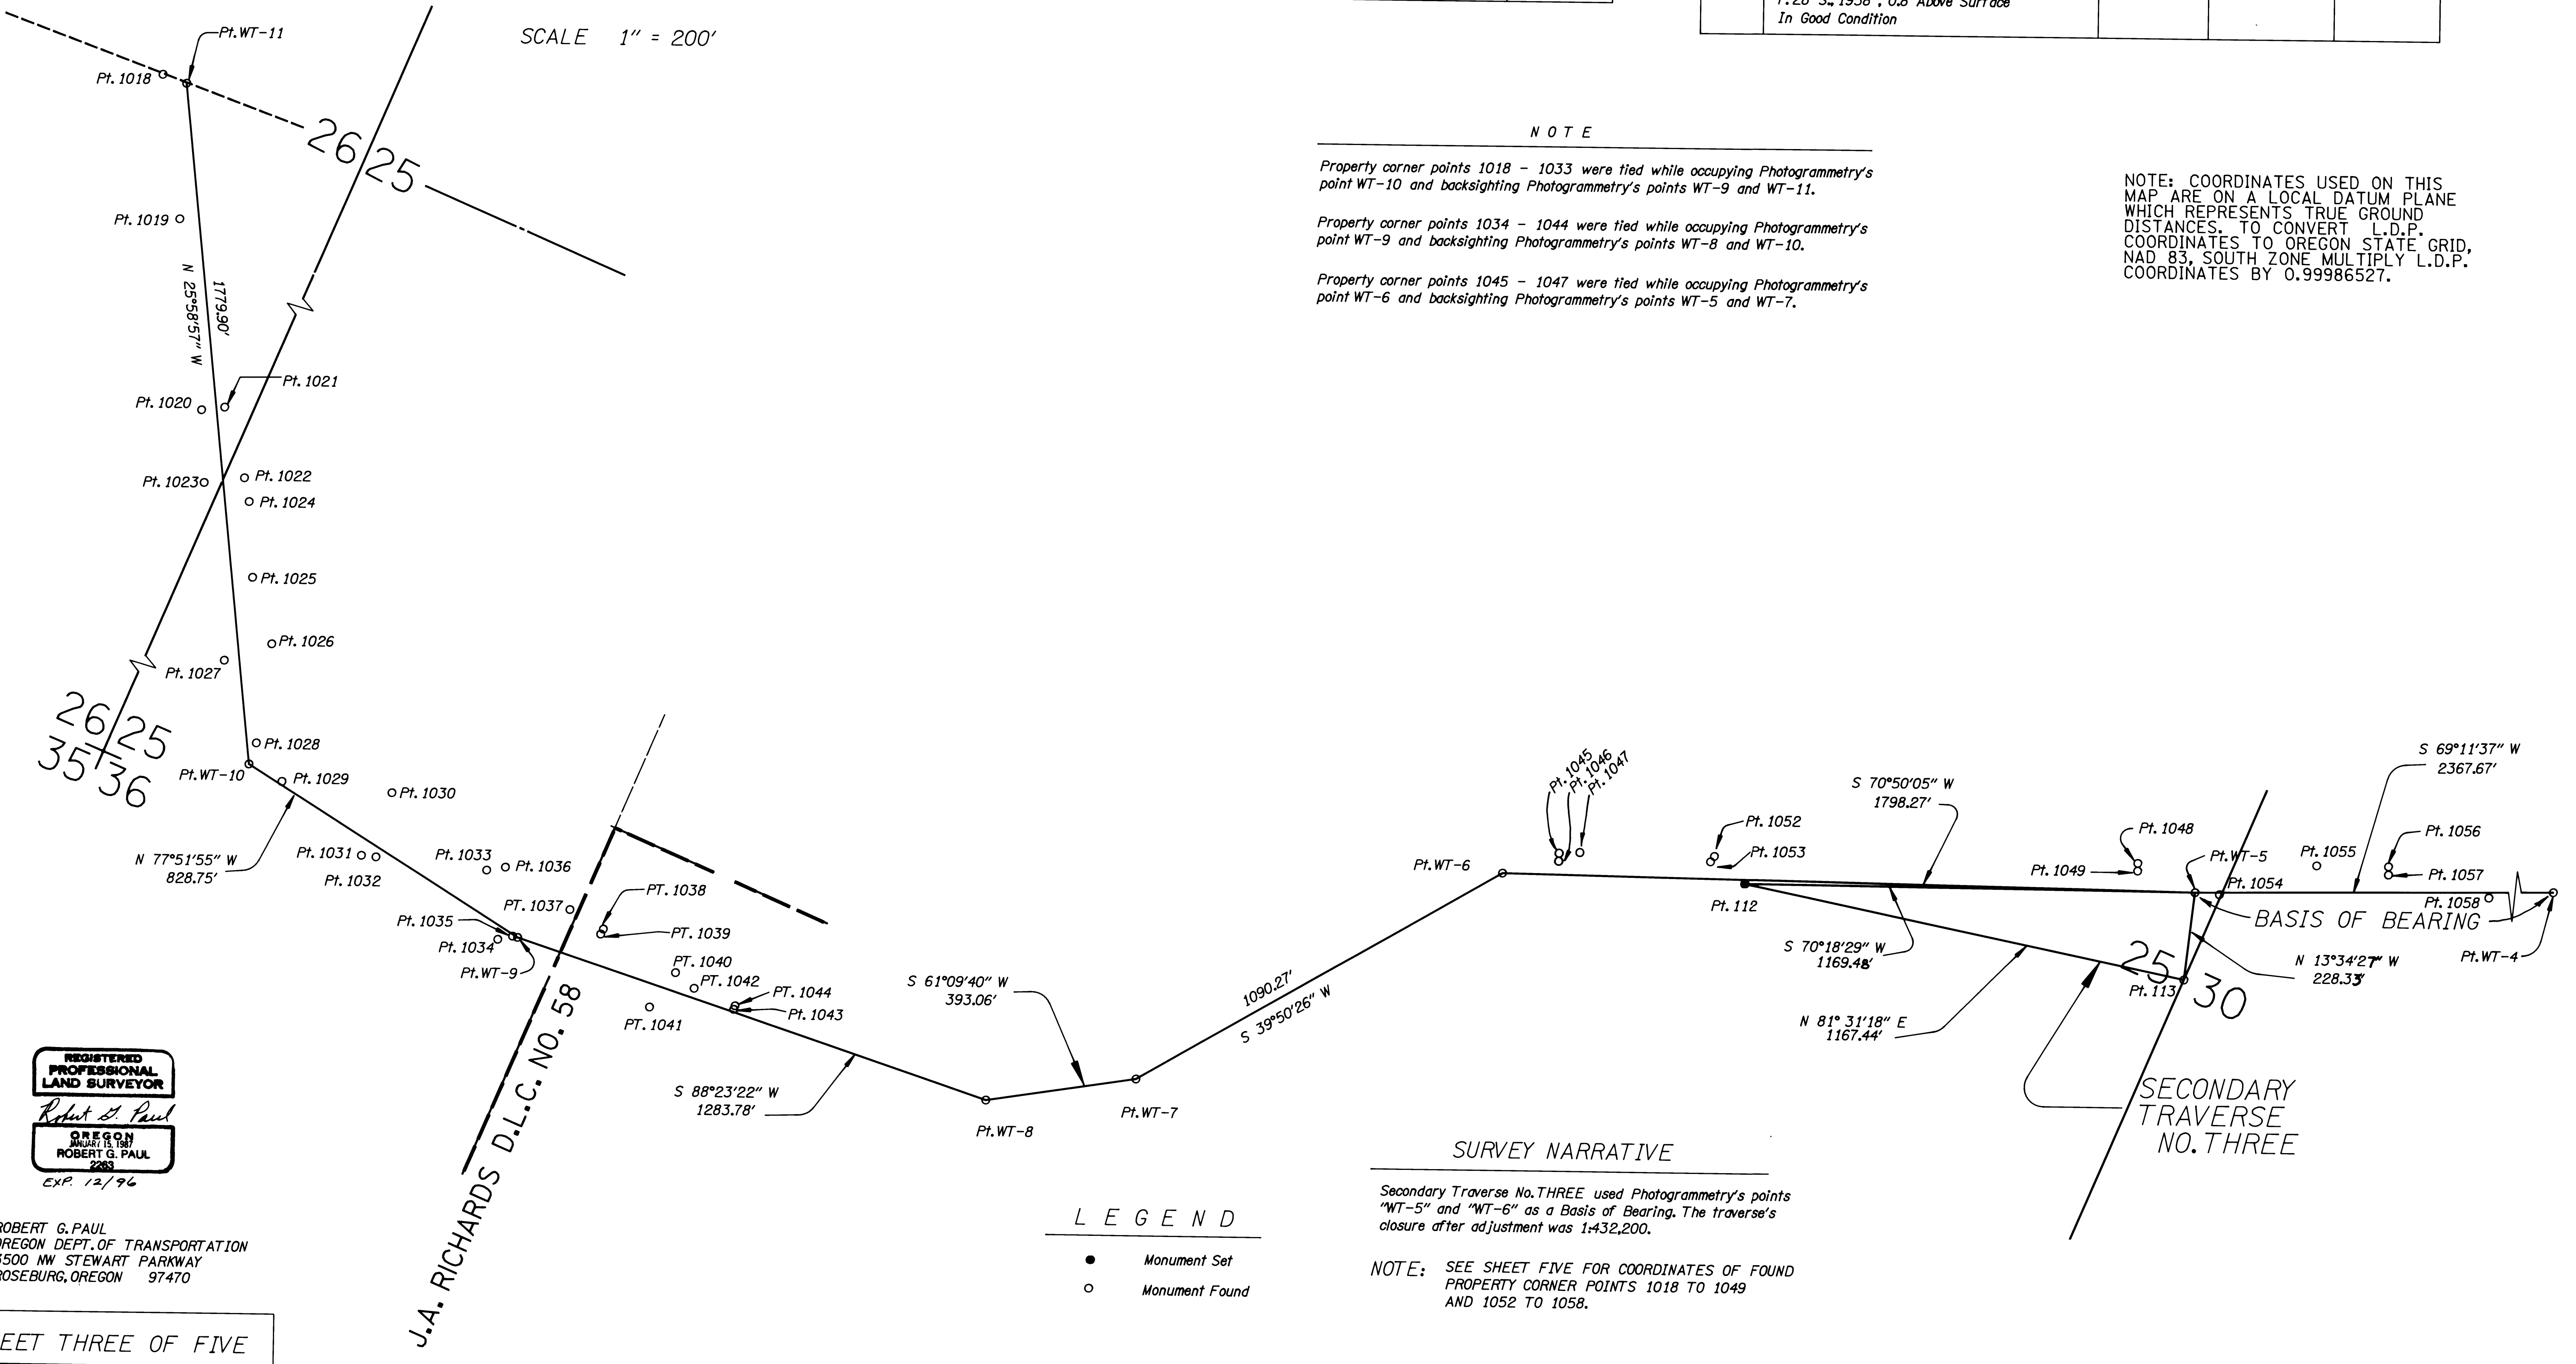 Pt. WT-11
SCALE 1" = 200'
Pt. 1018
26 25
In Good Condition
NOTE
Property corner points 1018 - 1033 were tied while occupying Photogrammetry's
point WT-10 and backsighting Photogrammetry's points WT-9 and WT-11.
Property corner points 1034 - 1044 were tied while occupying Photogrammetry's
point WT-9 and backsighting Photogrammetry's points WT-8 and WT-10.
Property corner points 1045 - 1047 were tied while occupying Photogrammetry's
point WT-6 and backsighting Photogrammetry's points WT-5 and WT-7.
NOTE: COORDINATES USED ON THIS
MAP ARE ON A LOCAL DATUM PLANE
WHICH REPRESENTS TRUE GROUND
DISTANCES. TO CONVERT L.D.P.
COORDINATES TO OREGON STATE GRID,
NAD 83, SOUTH ZONE MULTIPLY L.D.P.
COORDINATES BY 0.99986527.
Pt. 1019
1779.90'
N 25°58'57" W
Pt. 1021
Pt. 1020
Pt. 1022
Pt. 1023
Pt. 1024
Pt. 1025
Pt. 1026
Pt. 1027
26 25
35 36
Pt. 1028
Pt. WT-10
Pt. 1029
Pt. 1030
N 77°51'55" W
828.75'
Pt. 1031
Pt. 1032
Pt. 1033
Pt. 1036
Pt. 1035
Pt. 1034
Pt. WT-9
PT. 1037
PT. 1038
PT. 1039
PT. 1040
PT. 1042
PT. 1044
Pt. 1043
PT. 1041
S 88°23'22" W
1283.78'
J.A. RICHARDS D.L.C. NO. 58
S 61°09'40" W
393.06'
Pt. WT-8
Pt. WT-7
1090.27'
S 39°50'26" W
Pt. WT-6
Pt. 1045
Pt. 1046
Pt. 1047
Pt. 1052
Pt. 1053
Pt. 112
S 70°50'05" W
1798.27'
S 70°18'29" W
1169.48'
N 81°31'18" E
1167.44'
Pt. 1048
Pt. 1049
Pt. WT-5
Pt. 1054
Pt. 1055
S 69°11'37" W
2367.67'
Pt. 1056
Pt. 1057
Pt. 1058
BASIS OF BEARING
Pt. WT-4
N 13°34'27" W
228.33'
25
30
Pt. 113
SECONDARY
TRAVERSE
NO. THREE
REGISTERED
PROFESSIONAL
LAND SURVEYOR
Robert G. Paul
OREGON
JANUARY 15, 1987
ROBERT G. PAUL
2263
EXP. 12/96
ROBERT G. PAUL
OREGON DEPT. OF TRANSPORTATION
3500 NW STEWART PARKWAY
ROSEBURG, OREGON 97470
EET THREE OF FIVE
LEGEND
Monument Set
Monument Found
SURVEY NARRATIVE
Secondary Traverse No. THREE used Photogrammetry's points
"WT-5" and "WT-6" as a Basis of Bearing. The traverse's
closure after adjustment was 1:432,200.
NOTE: SEE SHEET FIVE FOR COORDINATES OF FOUND
PROPERTY CORNER POINTS 1018 TO 1049
AND 1052 TO 1058.